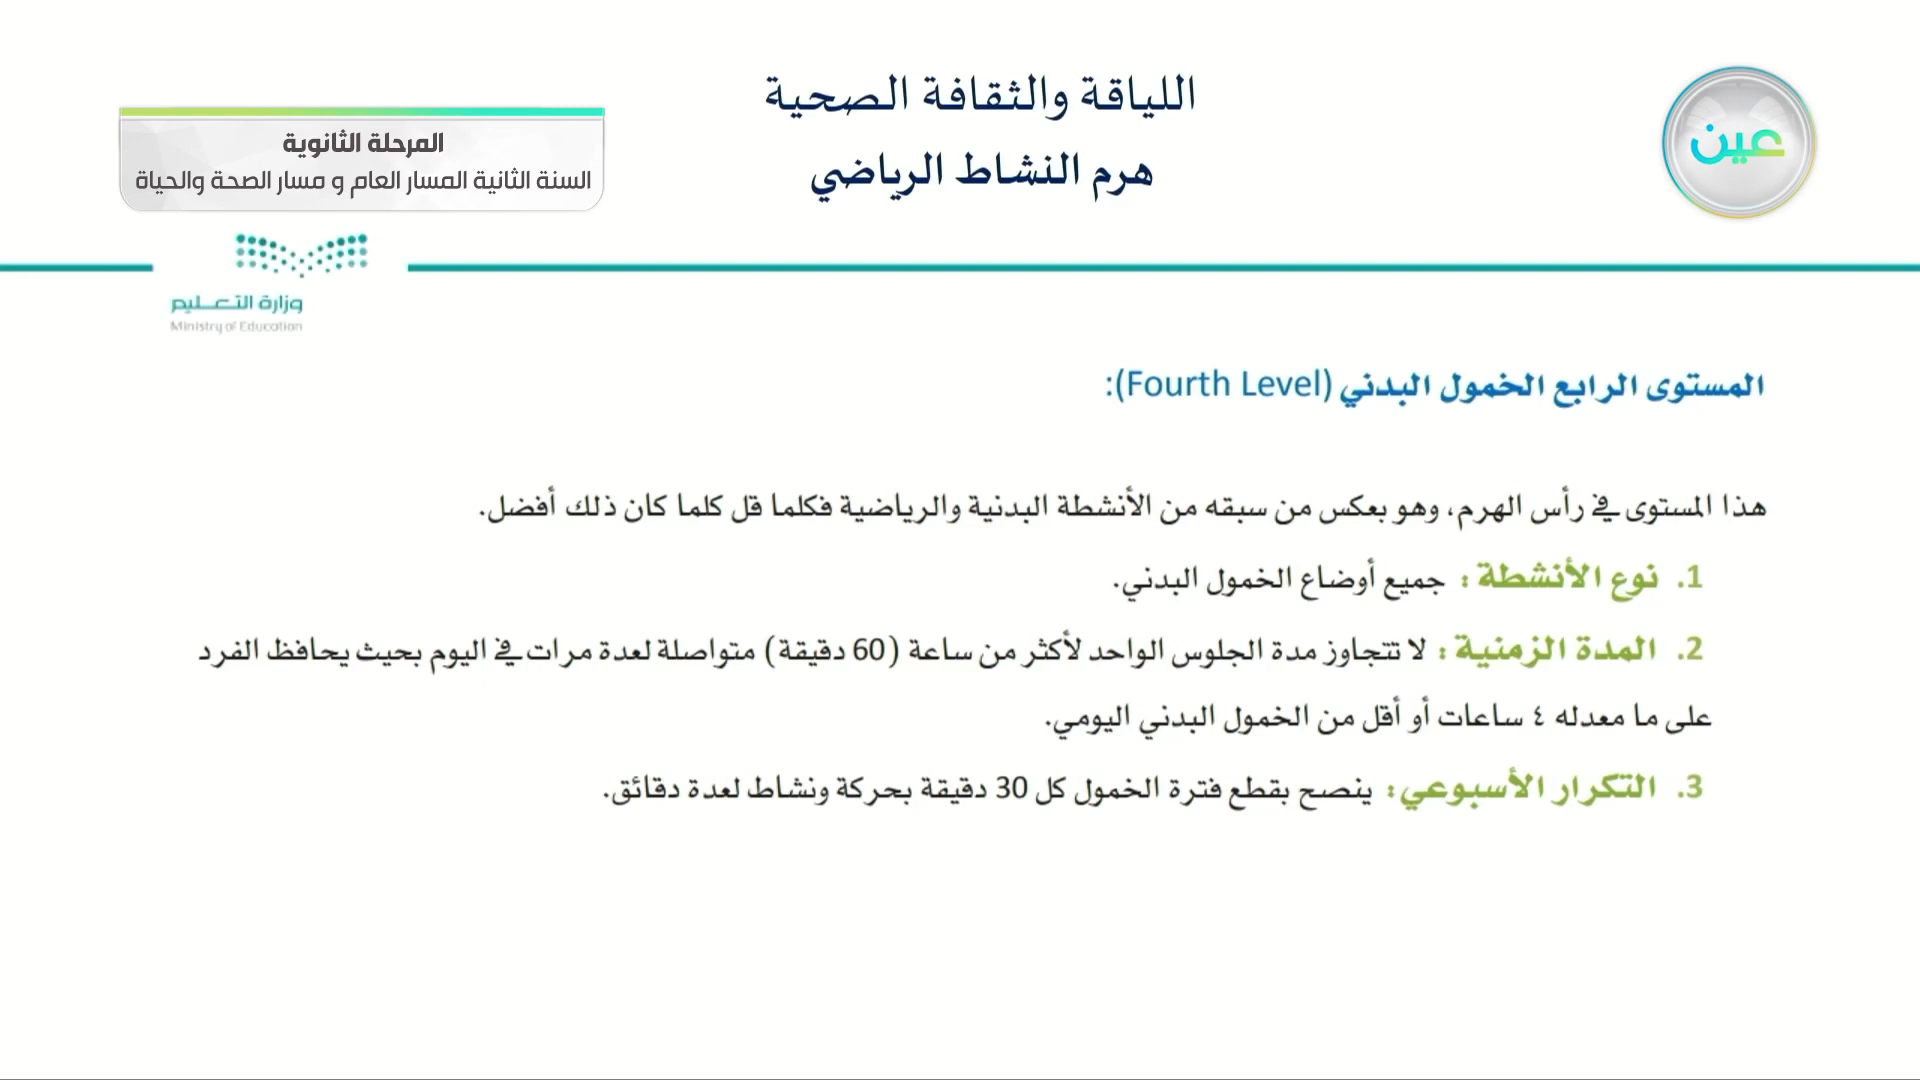 اللياقة والثقافة الصحية
هرم النشاط الرياضي
عين
المرحلة الثانوية
السنة الثانية المسار العام و مسار الصحة والحياة
وزارة التعليم
Ministry of Education
المستوى الرابع الخمول البدني (Fourth Level):
هذا المستوى في رأس الهرم، وهو بعكس من سبقه من الأنشطة البدنية والرياضية فكلما قل كلما كان ذلك أفضل.
1. نوع الأنشطة : جميع أوضاع الخمول البدني.
2. المدة الزمنية : لا تتجاوز مدة الجلوس الواحد لأكثر من ساعة (60 دقيقة) متواصلة لعدة مرات في اليوم بحيث يحافظ الفرد
على ما معدله ٤ ساعات أو أقل من الخمول البدني اليومي.
3. التكرار الأسبوعي: ينصح بقطع فترة الخمول كل 30 دقيقة بحركة ونشاط لعدة دقائق.